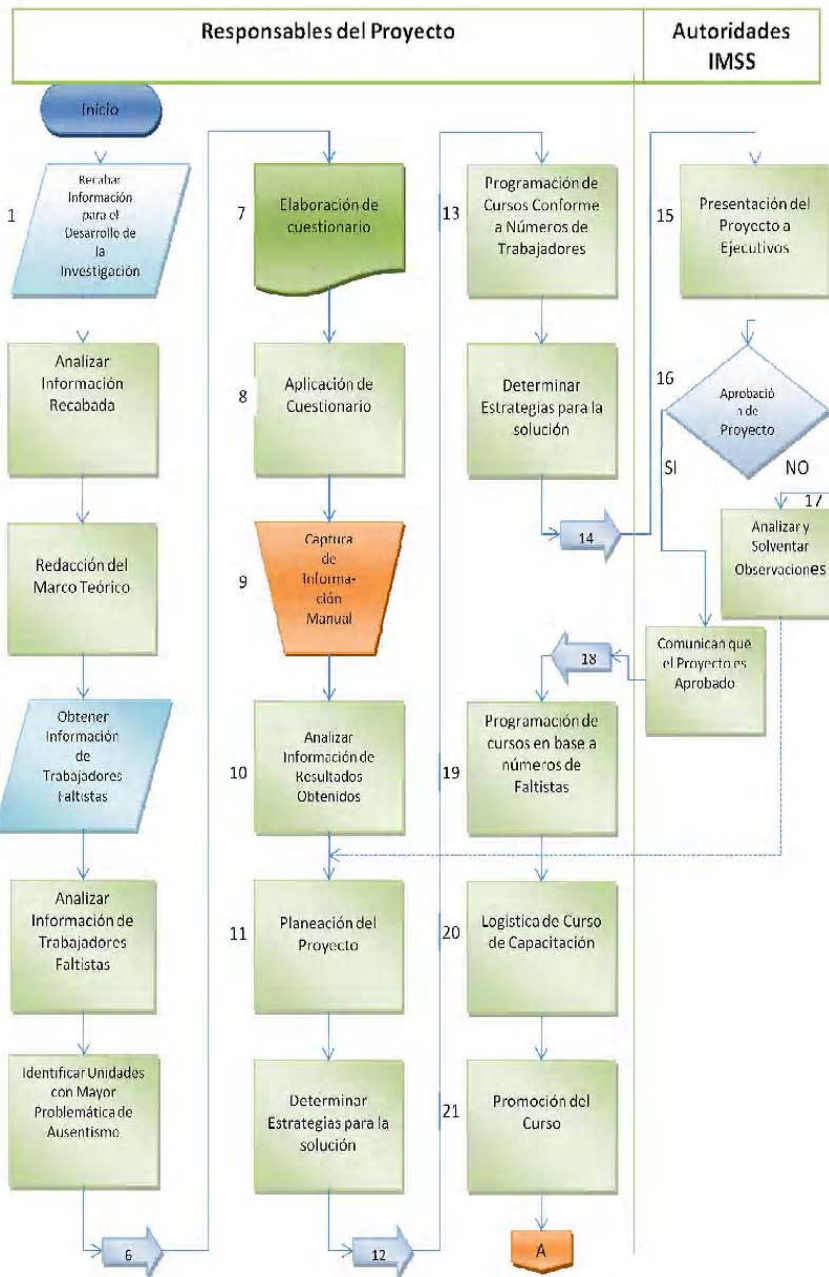 Responsables del Proyecto
Autoridades
IMSS
Inicio
1
Recabar
Información
para el
Desarrollo de
la
Investigación
Analizar
Información
Recabada
Redacción del
Marco Teórico
Obtener
Información
de
Trabajadores
Faltistas
Analizar
Información de
Trabajadores
Faltistas
Identificar Unidades
con Mayor
Problemática de
Ausentismo
6
7
Elaboración de
cuestionario
8
Aplicación de
Cuestionario
9
Captura
de
Informa-
ción
Manual
10
Analizar
Información de
Resultados
Obtenidos
11
Planeación del
Proyecto
Determinar
Estrategias para la
solución
12
13
Programación de
Cursos Conforme
a Números de
Trabajadores
Determinar
Estrategias para la
solución
14
15
Presentación del
Proyecto a
Ejecutivos
16
Aprobació
n de
Proyecto
SI
NO
17
Analizar y
Solventar
Observaciones
Comunican que
el Proyecto es
Aprobado
18
19
Programación de
cursos en base a
números de
Faltistas
20
Logistica de Curso
de Capacitación
21
Promoción del
Curso
A